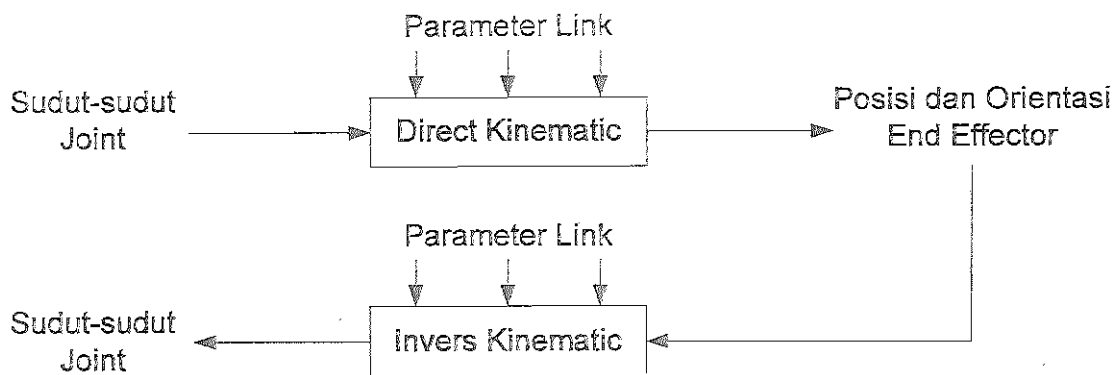 Parameter Link
Sudut-sudut
Joint
Direct Kinematic
Posisi dan Orientasi
End Effector
Parameter Link
Sudut-sudut
Joint
Invers Kinematic